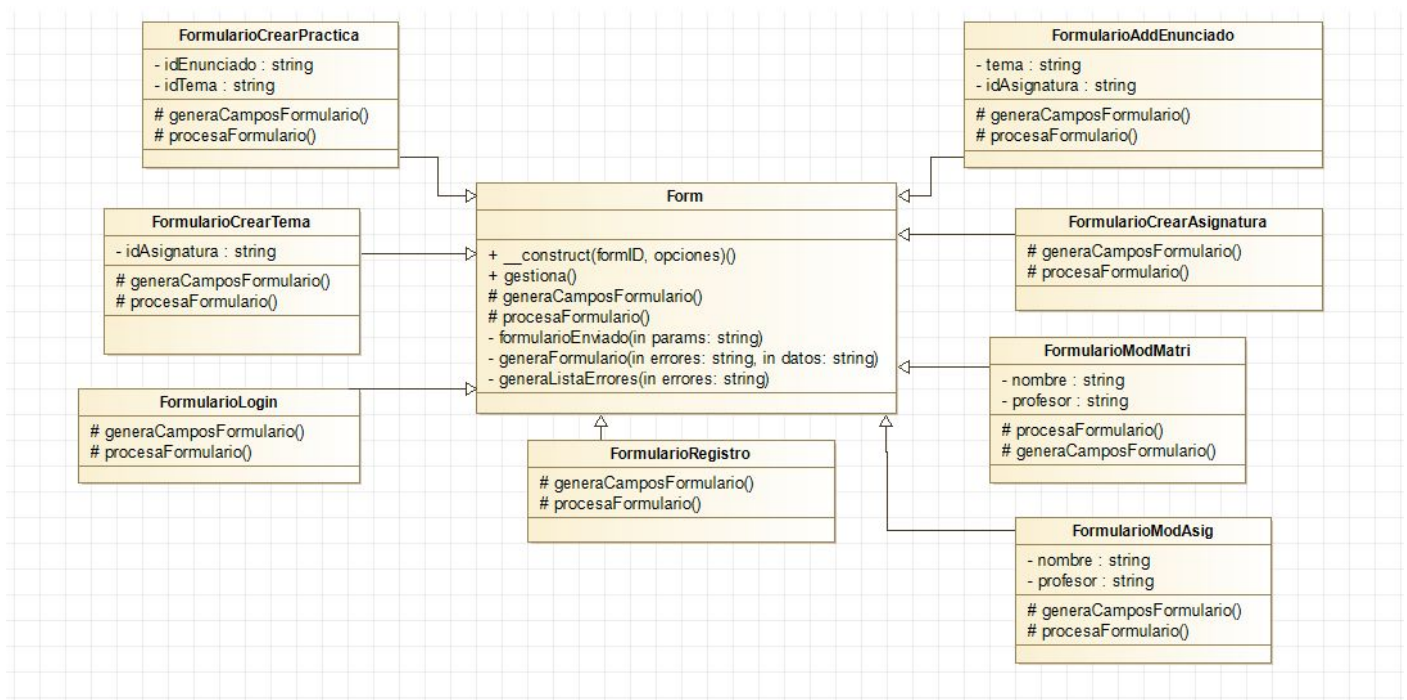 FormularioCrearPractica
- idEnunciado : string
- idTema : string
# generaCamposFormulario()
# procesaFormulario()
FormularioAddEnunciado
- tema : string
- idAsignatura : string
# generaCamposFormulario()
# procesaFormulario()
Form
+ __construct(formID, opciones)()
+ gestiona()
# generaCamposFormulario()
# procesaFormulario()
- formularioEnviado(in params: string)
- generaFormulario(in errores: string, in datos: string)
- generaListaErrores(in errores: string)
FormularioCrearTema
- idAsignatura : string
# generaCamposFormulario()
# procesaFormulario()
FormularioCrearAsignatura
# generaCamposFormulario()
# procesaFormulario()
FormularioModMatri
- nombre : string
- profesor : string
# procesaFormulario()
# generaCamposFormulario()
FormularioLogin
# generaCamposFormulario()
# procesaFormulario()
FormularioRegistro
# generaCamposFormulario()
# procesaFormulario()
FormularioModAsig
- nombre : string
- profesor : string
# generaCamposFormulario()
# procesaFormulario()